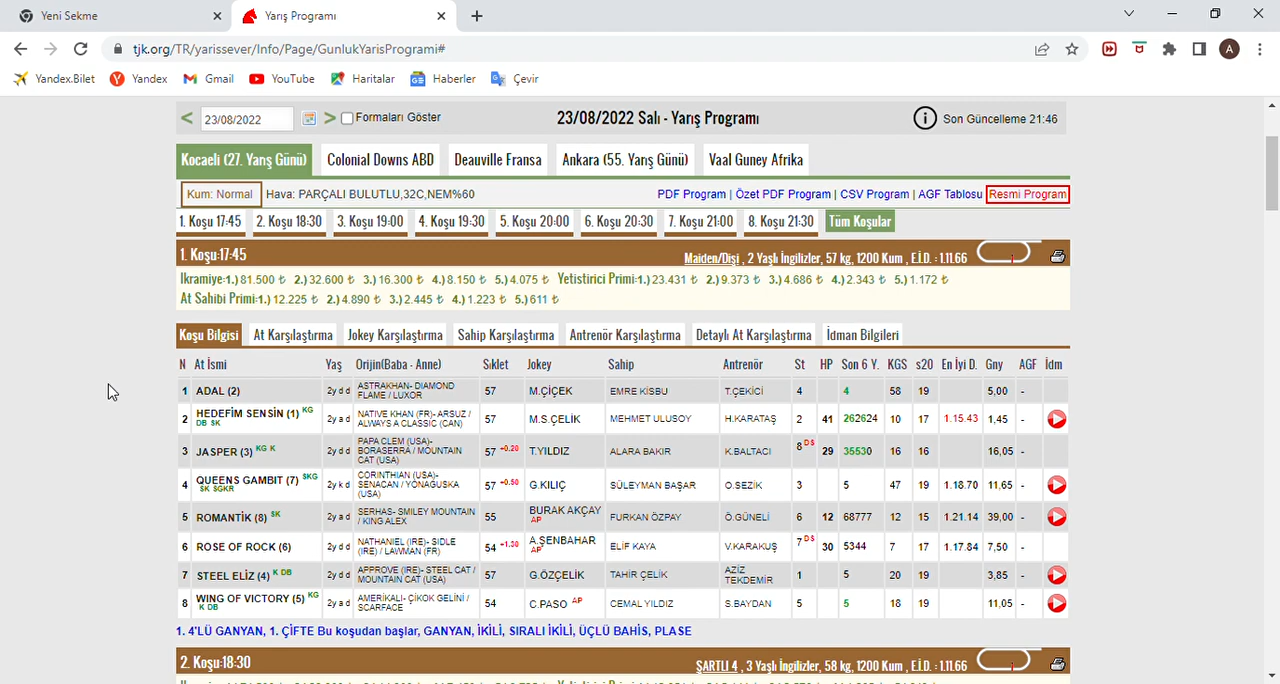 Yeni Sekme
Yarış Programı
tjk.org/TR/yarissever/Info/Page/GunlukYarisProgrami#
A
Yandex.Bilet Yandex Gmail YouTube Haritalar Haberler Çevir
< 23/08/2022 > Formaları Göster 23/08/2022 Salı - Yarış Programı Son Güncelleme 21:46
Kocaeli (27. Yarış Günü) Colonial Downs ABD Deauville Fransa Ankara (55. Yarış Günü) Vaal Guney Afrika
Kum: Normal Hava: PARÇALI BULUTLU,32C,NEM%60 PDF Program | Özet PDF Program | CSV Program | AGF Tablosu Resmi Program
1. Koşu 17:45 2. Koşu 18:30 3. Koşu 19:00 4. Koşu 19:30 5. Koşu 20:00 6. Koşu 20:30 7. Koşu 21:00 8. Koşu 21:30 Tüm Koşular
1. Koşu:17:45 Maiden/Dişi , 2 Yaşlı İngilizler, 57 kg, 1200 Kum , E.İ.D. : 1.11.66
İkramiye:1.) 81.500 ₺ 2.) 32.600 ₺ 3.) 16.300 ₺ 4.) 8.150 ₺ 5.) 4.075 ₺ Yetistirici Primi:1.) 23.431 ₺ 2.) 9.373 ₺ 3.) 4.686 ₺ 4.) 2.343 ₺ 5.) 1.172 ₺
At Sahibi Primi:1.) 12.225 ₺ 2.) 4.890 ₺ 3.) 2.445 ₺ 4.) 1.223 ₺ 5.) 611 ₺
Koşu Bilgisi At Karşılaştırma Jokey Karşılaştırma Sahip Karşılaştırma Antrenör Karşılaştırma Detaylı At Karşılaştırma İdman Bilgileri
N At İsmi Yaş Orijin(Baba - Anne) Sıklet Jokey Sahip Antrenör St HP Son 6 Y. KGS s20 En İyi D. Gny AGF İdm
1 ADAL (2) 2y d d ASTRAKHAN- DIAMOND FLAME / LUXOR 57 M.ÇİÇEK EMRE KİSBU T.ÇEKİCİ 4 4 58 19 5,00 -
2 HEDEFİM SENSİN (1) KG DB SK 2y a d NATIVE KHAN (FR)- ARSUZ / ALWAYS A CLASSIC (CAN) 57 M.S.ÇELİK MEHMET ULUSOY H.KARATAŞ 2 41 262624 10 17 1.15.43 1,45 -
3 JASPER (3) KG K 2y d d PAPA CLEM (USA)- BORASERRA / MOUNTAIN CAT (USA) 57 +0.20 T.YILDIZ ALARA BAKIR K.BALTACI 8 DS 29 35530 16 16 16,05 -
4 QUEENS GAMBIT (7) SKG SK SGKR 2y k d CORINTHIAN (USA)- SENACAN / YONAGUSKA (USA) 57 +0.50 G.KILIÇ SÜLEYMAN BAŞAR O.SEZİK 3 5 47 19 1.18.70 11,65 -
5 ROMANTİK (8) SK 2y a d SERHAS- SMILEY MOUNTAIN / KING ALEX 55 BURAK AKÇAY AP FURKAN ÖZPAY Ö.GÜNELİ 6 12 68777 12 15 1.21.14 39,00 -
6 ROSE OF ROCK (6) 2y d d NATHANIEL (IRE)- SIDLE (IRE) / LAWMAN (FR) 54 +1.30 A.ŞENBAHAR AP ELİF KAYA V.KARAKUŞ 7 DS 30 5344 7 17 1.17.84 7,50 -
7 STEEL ELİZ (4) K DB 2y d d APPROVE (IRE)- STEEL CAT / MOUNTAIN CAT (USA) 57 G.ÖZÇELİK TAHİR ÇELİK AZİZ TEKDEMİR 1 5 20 19 3,85 -
8 WING OF VICTORY (5) KG K DB 2y a d AMERİKALI- ÇİKOK GELİNİ / SCARFACE 54 C.PASO AP CEMAL YILDIZ S.BAYDAN 5 5 18 19 11,05 -
1. 4'LÜ GANYAN, 1. ÇİFTE Bu koşudan başlar, GANYAN, İKİLİ, SIRALI İKİLİ, ÜÇLÜ BAHİS, PLASE
2. Koşu:18:30 ŞARTLI 4 , 3 Yaşlı İngilizler, 58 kg, 1200 Kum , E.İ.D. : 1.11.66